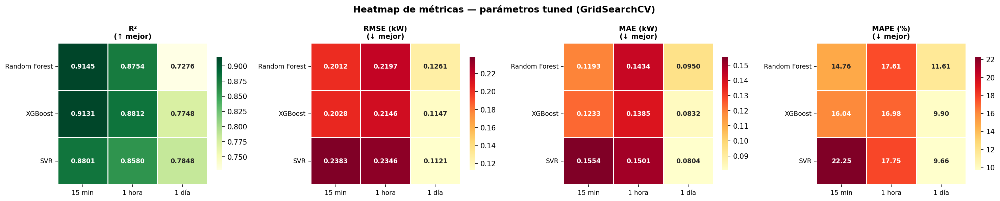 Heatmap de métricas — parámetros tuned (GridSearchCV)
R²
(↑ mejor)
Random Forest
XGBoost
SVR
0.9145 0.8754 0.7276
0.9131 0.8812 0.7748
0.8801 0.8580 0.7848
15 min 1 hora 1 día
0.900
0.875
0.850
0.825
0.800
0.775
0.750
RMSE (kW)
(↓ mejor)
Random Forest
XGBoost
SVR
0.2012 0.2197 0.1261
0.2028 0.2146 0.1147
0.2383 0.2346 0.1121
15 min 1 hora 1 día
0.22
0.20
0.18
0.16
0.14
0.12
MAE (kW)
(↓ mejor)
Random Forest
XGBoost
SVR
0.1193 0.1434 0.0950
0.1233 0.1385 0.0832
0.1554 0.1501 0.0804
15 min 1 hora 1 día
0.15
0.14
0.13
0.12
0.11
0.10
0.09
MAPE (%)
(↓ mejor)
Random Forest
XGBoost
SVR
14.76 17.61 11.61
16.04 16.98 9.90
22.25 17.75 9.66
15 min 1 hora 1 día
22
20
18
16
14
12
10